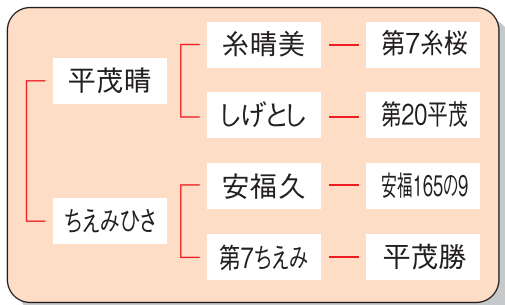 平茂晴
糸晴美
第7糸桜
しげとし
第20平茂
ちえみひさ
安福久
安福165の9
第7ちえみ
平茂勝